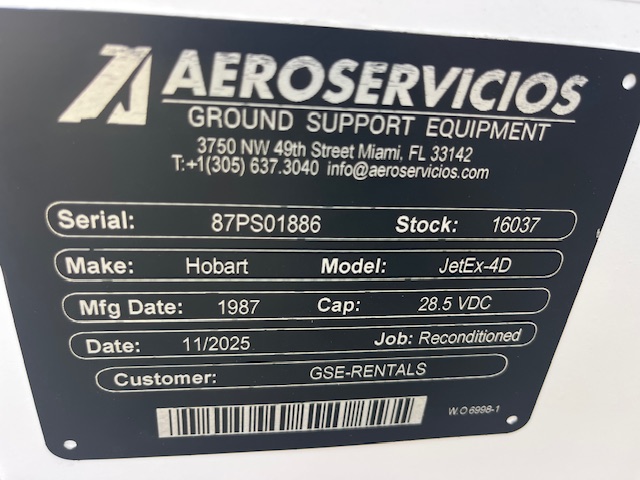 AEROSERVICIOS
GROUND SUPPORT EQUIPMENT
3750 NW 49th Street Miami, FL 33142
T:+1(305) 637.3040 info@aeroservicios.com
Serial: 87PS01886 Stock: 16037
Make: Hobart Model: JetEx-4D
Mfg Date: 1987 Cap: 28.5 VDC
Date: 11/2025 Job: Reconditioned
Customer: GSE-RENTALS
W.O 6998-1